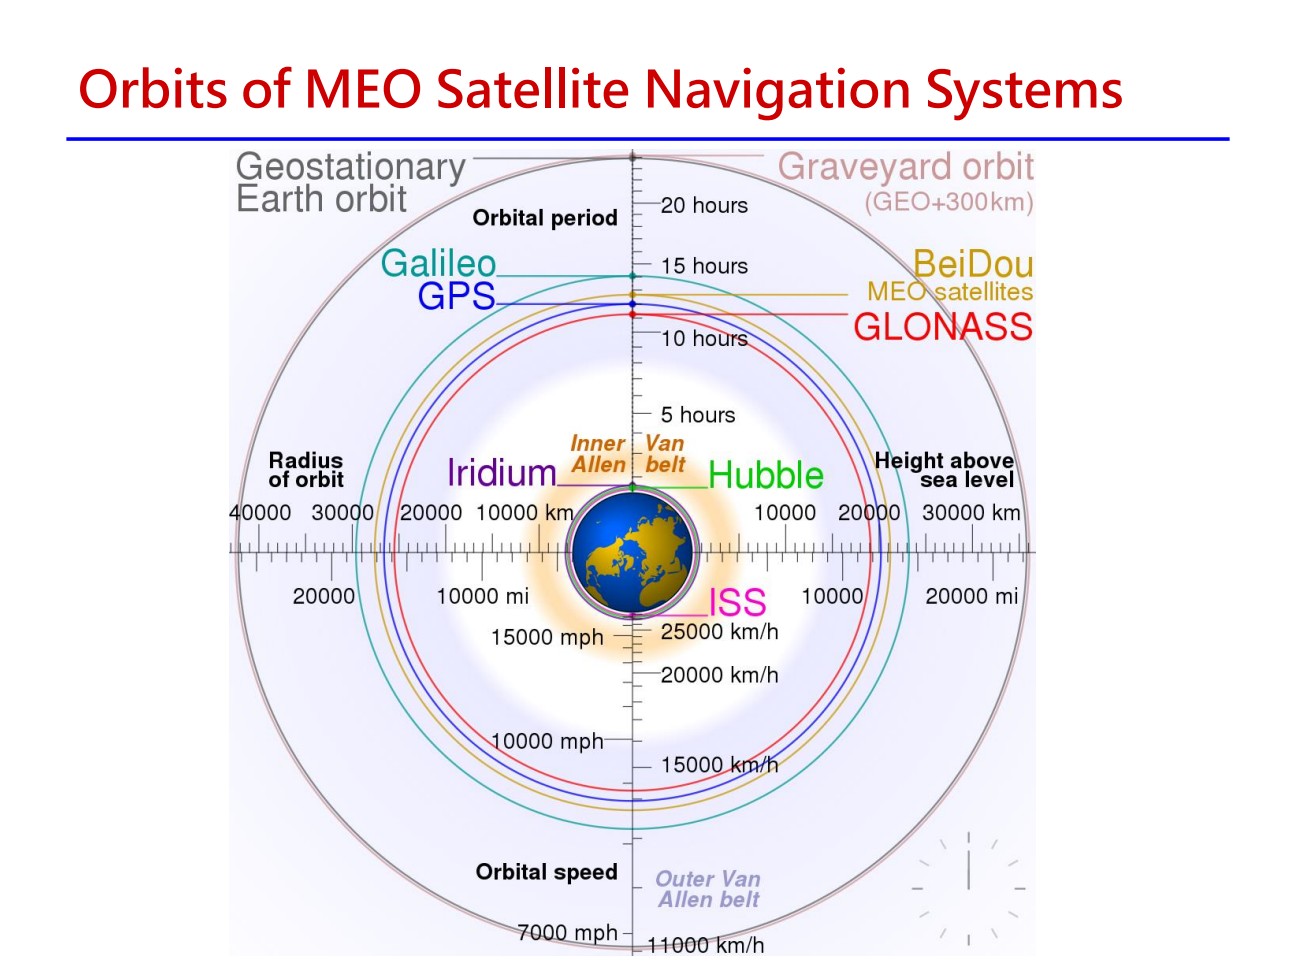 Orbits of MEO Satellite Navigation Systems
Geostationary
Earth orbit
Graveyard orbit
(GEO+300km)
Orbital period
20 hours
Galileo
GPS
15 hours
BeiDou
MEO satellites
GLONASS
10 hours
5 hours
Inner Van
Allen belt
Radius
of orbit
Iridium
Hubble
Height above
sea level
40000 30000 20000 10000 km
10000 20000 30000 km
20000 10000 mi
ISS
10000 20000 mi
15000 mph
25000 km/h
20000 km/h
10000 mph
15000 km/h
Orbital speed
Outer Van
Allen belt
7000 mph
11000 km/h